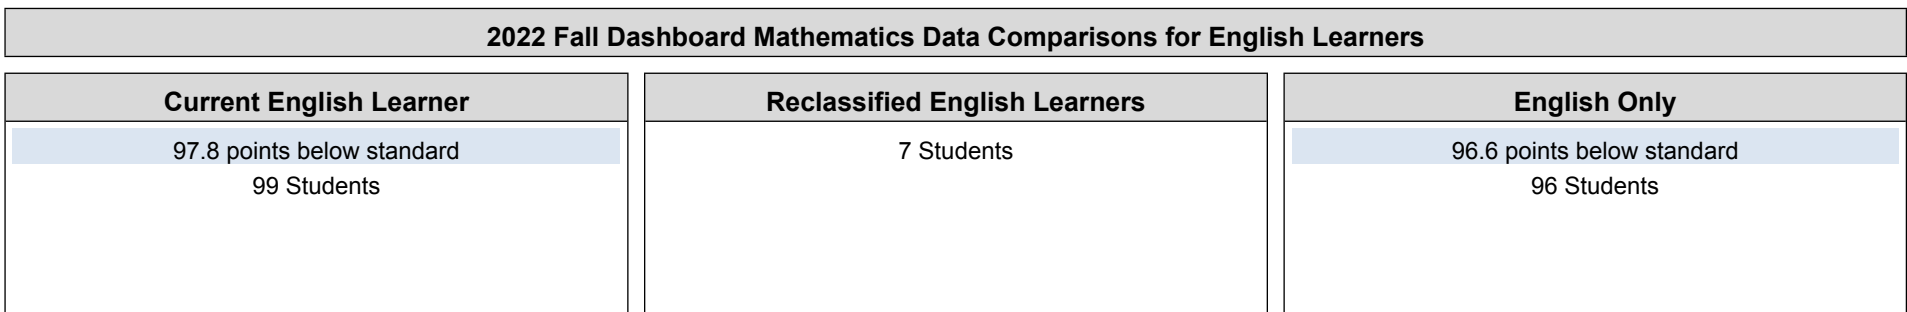 2022 Fall Dashboard Mathematics Data Comparisons for English Learners
Current English Learner
97.8 points below standard
99 Students
Reclassified English Learners
7 Students
English Only
96.6 points below standard
96 Students